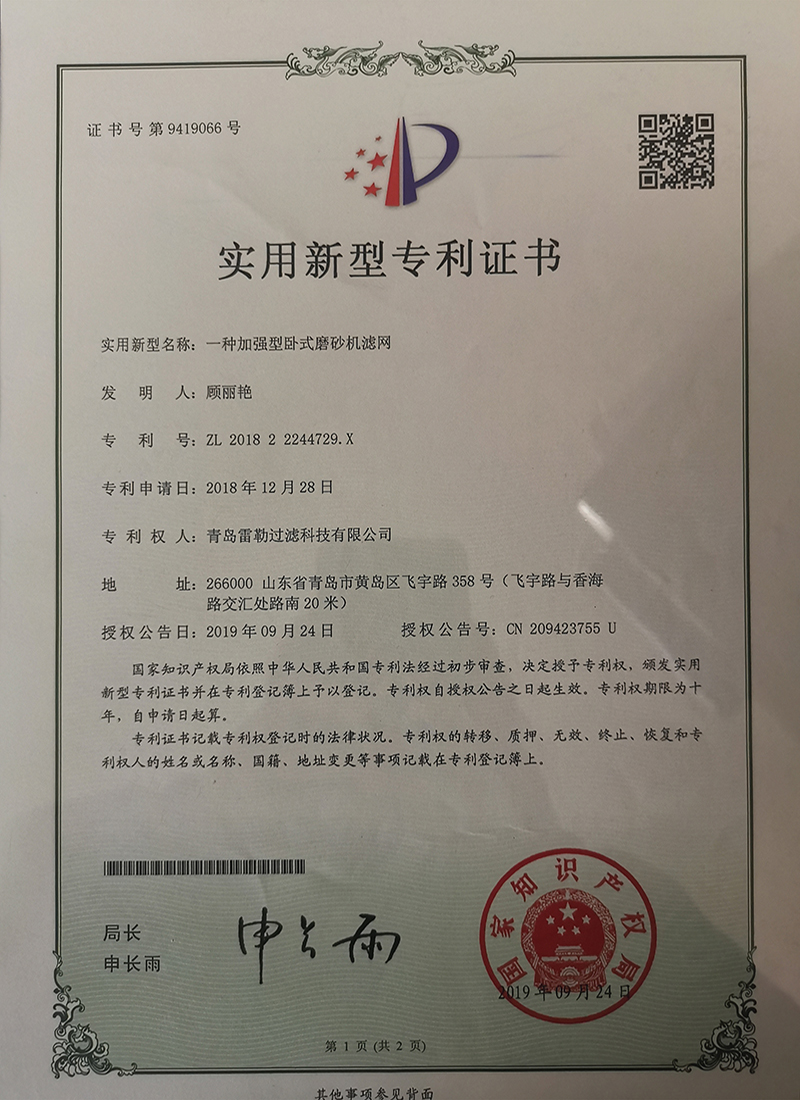 证书号第9419066号
实用新型专利证书
实用新型名称：一种加强型卧式磨砂机滤网
发明人：顾丽艳
专利号：ZL 2018 2 2244729.X
专利申请日：2018年12月28日
专利权人：青岛雷勒过滤科技有限公司
地址：266000 山东省青岛市黄岛区飞宇路358号（飞宇路与香海
路交汇处路南20米）
授权公告日：2019年09月24日 授权公告号：CN 209423755 U
国家知识产权局依照中华人民共和国专利法经过初步审查，决定授予专利权，颁发实用
新型专利证书并在专利登记簿上予以登记。专利权自授权公告之日起生效。专利权期限为十
年，自申请日起算。
专利证书记载专利权登记时的法律状况。专利权的转移、质押、无效、终止、恢复和专
利权人的姓名或名称、国籍、地址变更等事项记载在专利登记簿上。
局长
申长雨
申长雨
国家知识产权局
2019年09月24日
第 1 页 (共 2 页)
其他事项参见背面